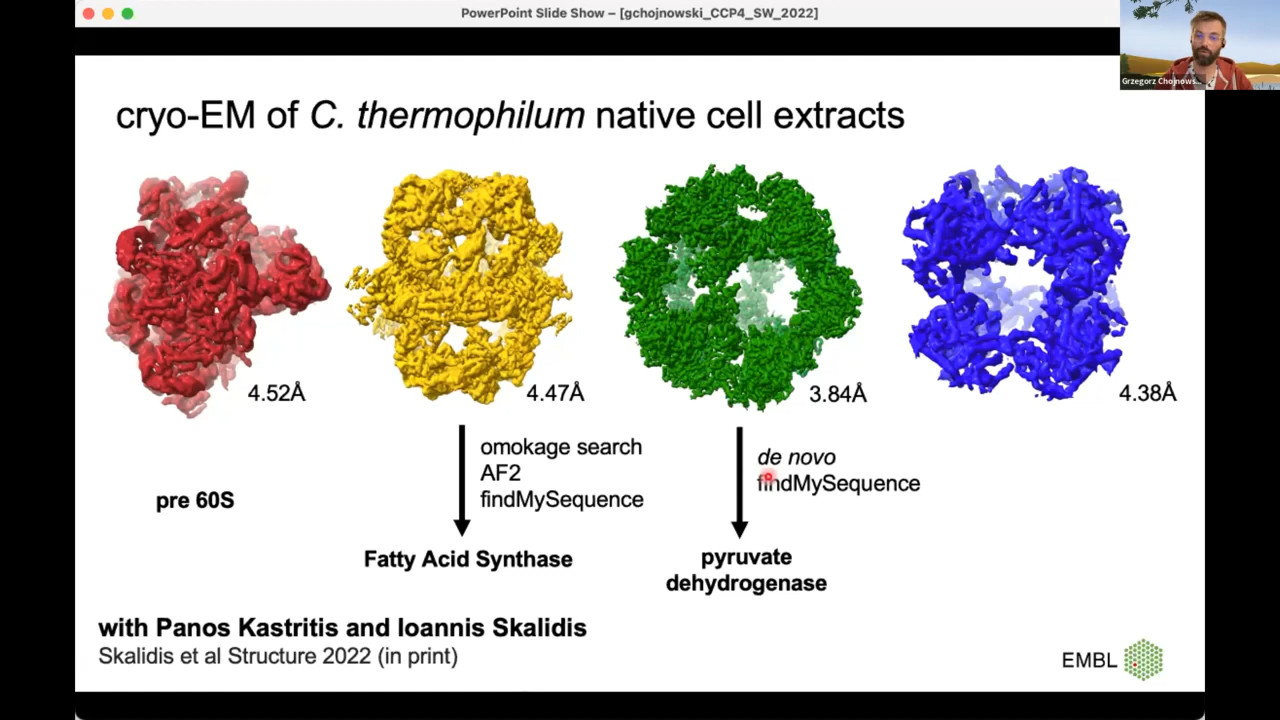 PowerPoint Slide Show – [gchojnowski_CCP4_SW_2022]
Grzegorz Chojnows...
cryo-EM of C. thermophilum native cell extracts
4.52Å
4.47Å
3.84Å
4.38Å
omokage search
AF2
findMySequence
de novo
findMySequence
pre 60S
Fatty Acid Synthase
pyruvate
dehydrogenase
with Panos Kastritis and Ioannis Skalidis
Skalidis et al Structure 2022 (in print)
EMBL